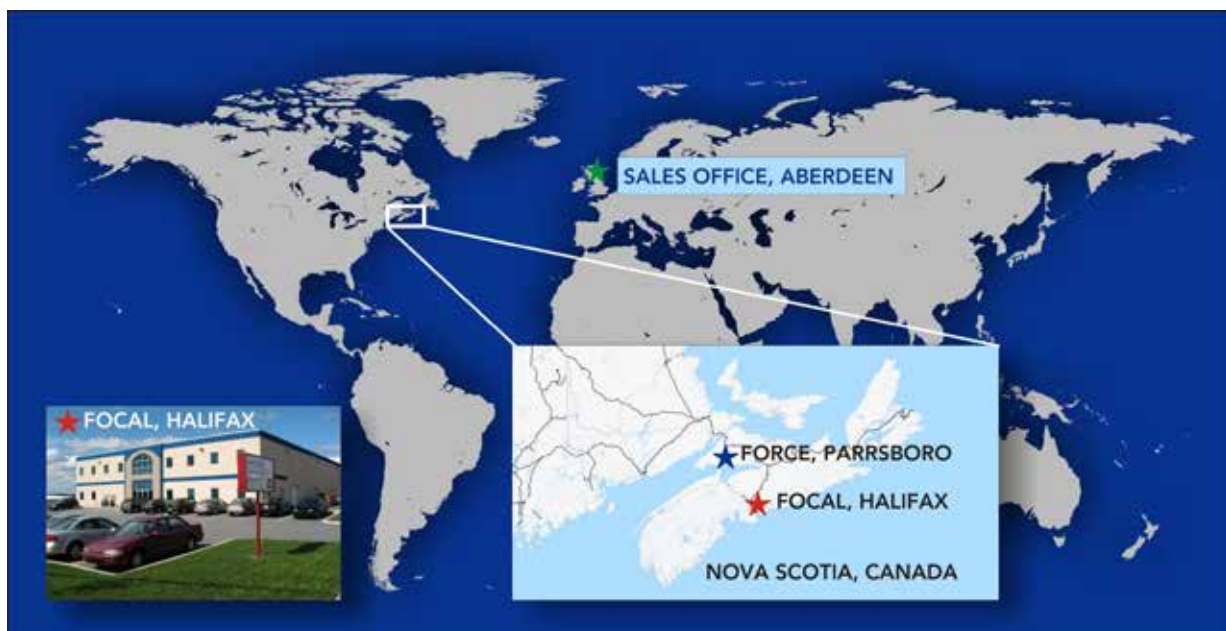 SALES OFFICE, ABERDEEN
FOCAL, HALIFAX
FORCE, PARRSBORO
FOCAL, HALIFAX
NOVA SCOTIA, CANADA